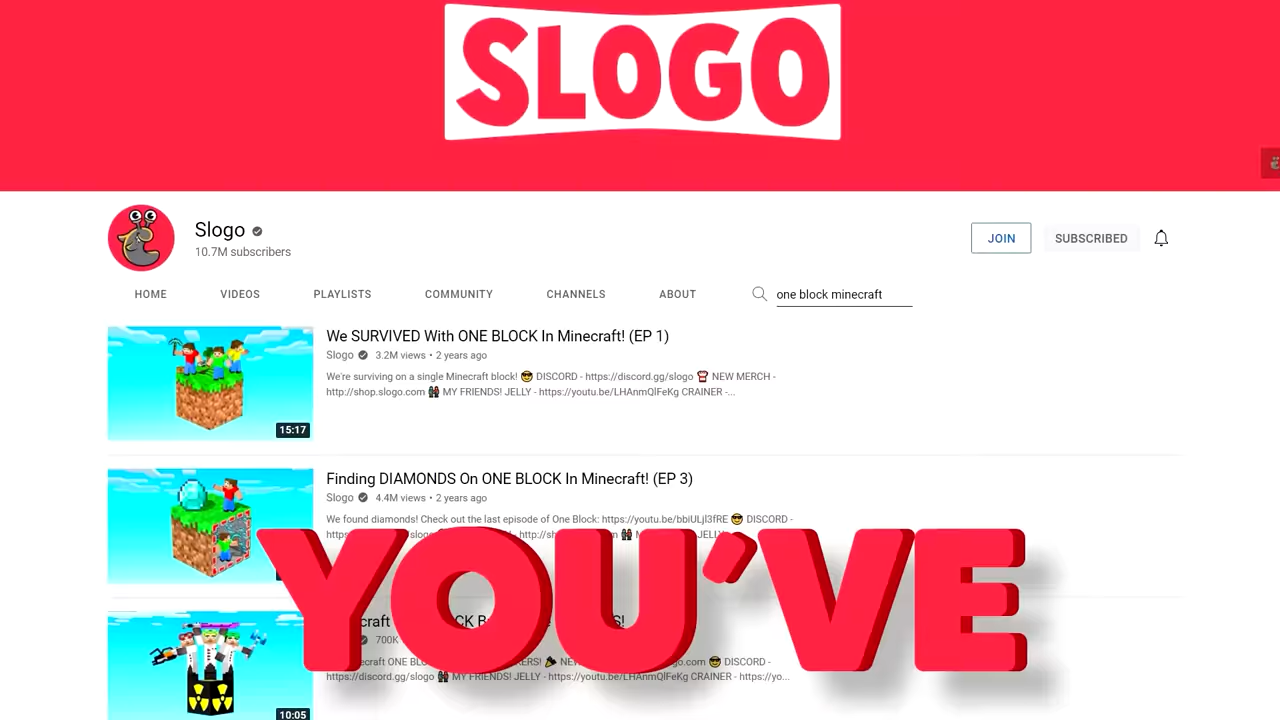 SLOGO
Slogo
10.7M subscribers
JOIN
SUBSCRIBED
HOME
VIDEOS
PLAYLISTS
COMMUNITY
CHANNELS
ABOUT
one block minecraft
We SURVIVED With ONE BLOCK In Minecraft! (EP 1)
Slogo 3.2M views • 2 years ago
We're surviving on a single Minecraft block! 😎 DISCORD - https://discord.gg/slogo NEW MERCH -
http://shop.slogo.com MY FRIENDS! JELLY - https://youtu.be/LHAnmQlFeKg CRAINER -...
15:17
Finding DIAMONDS On ONE BLOCK In Minecraft! (EP 3)
Slogo 4.4M views • 2 years ago
We found diamonds! Check out the last episode of One Block: https://youtu.be/bbiULjl3fRE 😎 DISCORD -
YOU'VE
700K
DISCORD -
https://discord.gg/slogo MY FRIENDS! JELLY - https://youtu.be/LHAnmQlFeKg CRAINER - https://yo...
10:05